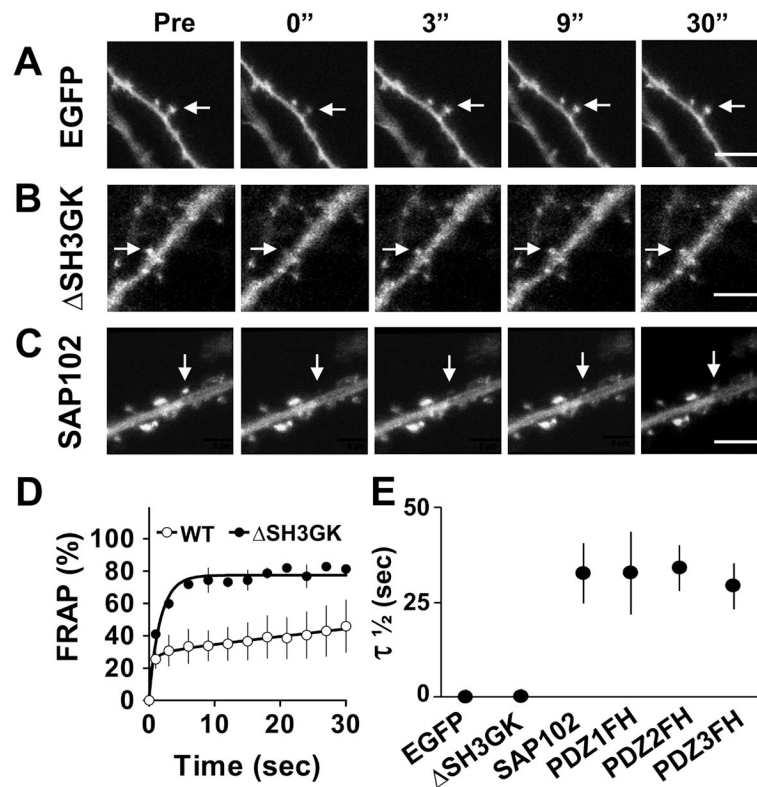 Pre 0” 3” 9” 30”
A EGFP
B ΔSH3GK
C SAP102
D
WT ΔSH3GK
FRAP (%)
100
80
60
40
20
0
0 10 20 30
Time (sec)
E
τ ½ (sec)
50
25
0
EGFP
ΔSH3GK
SAP102
PDZ1FH
PDZ2FH
PDZ3FH